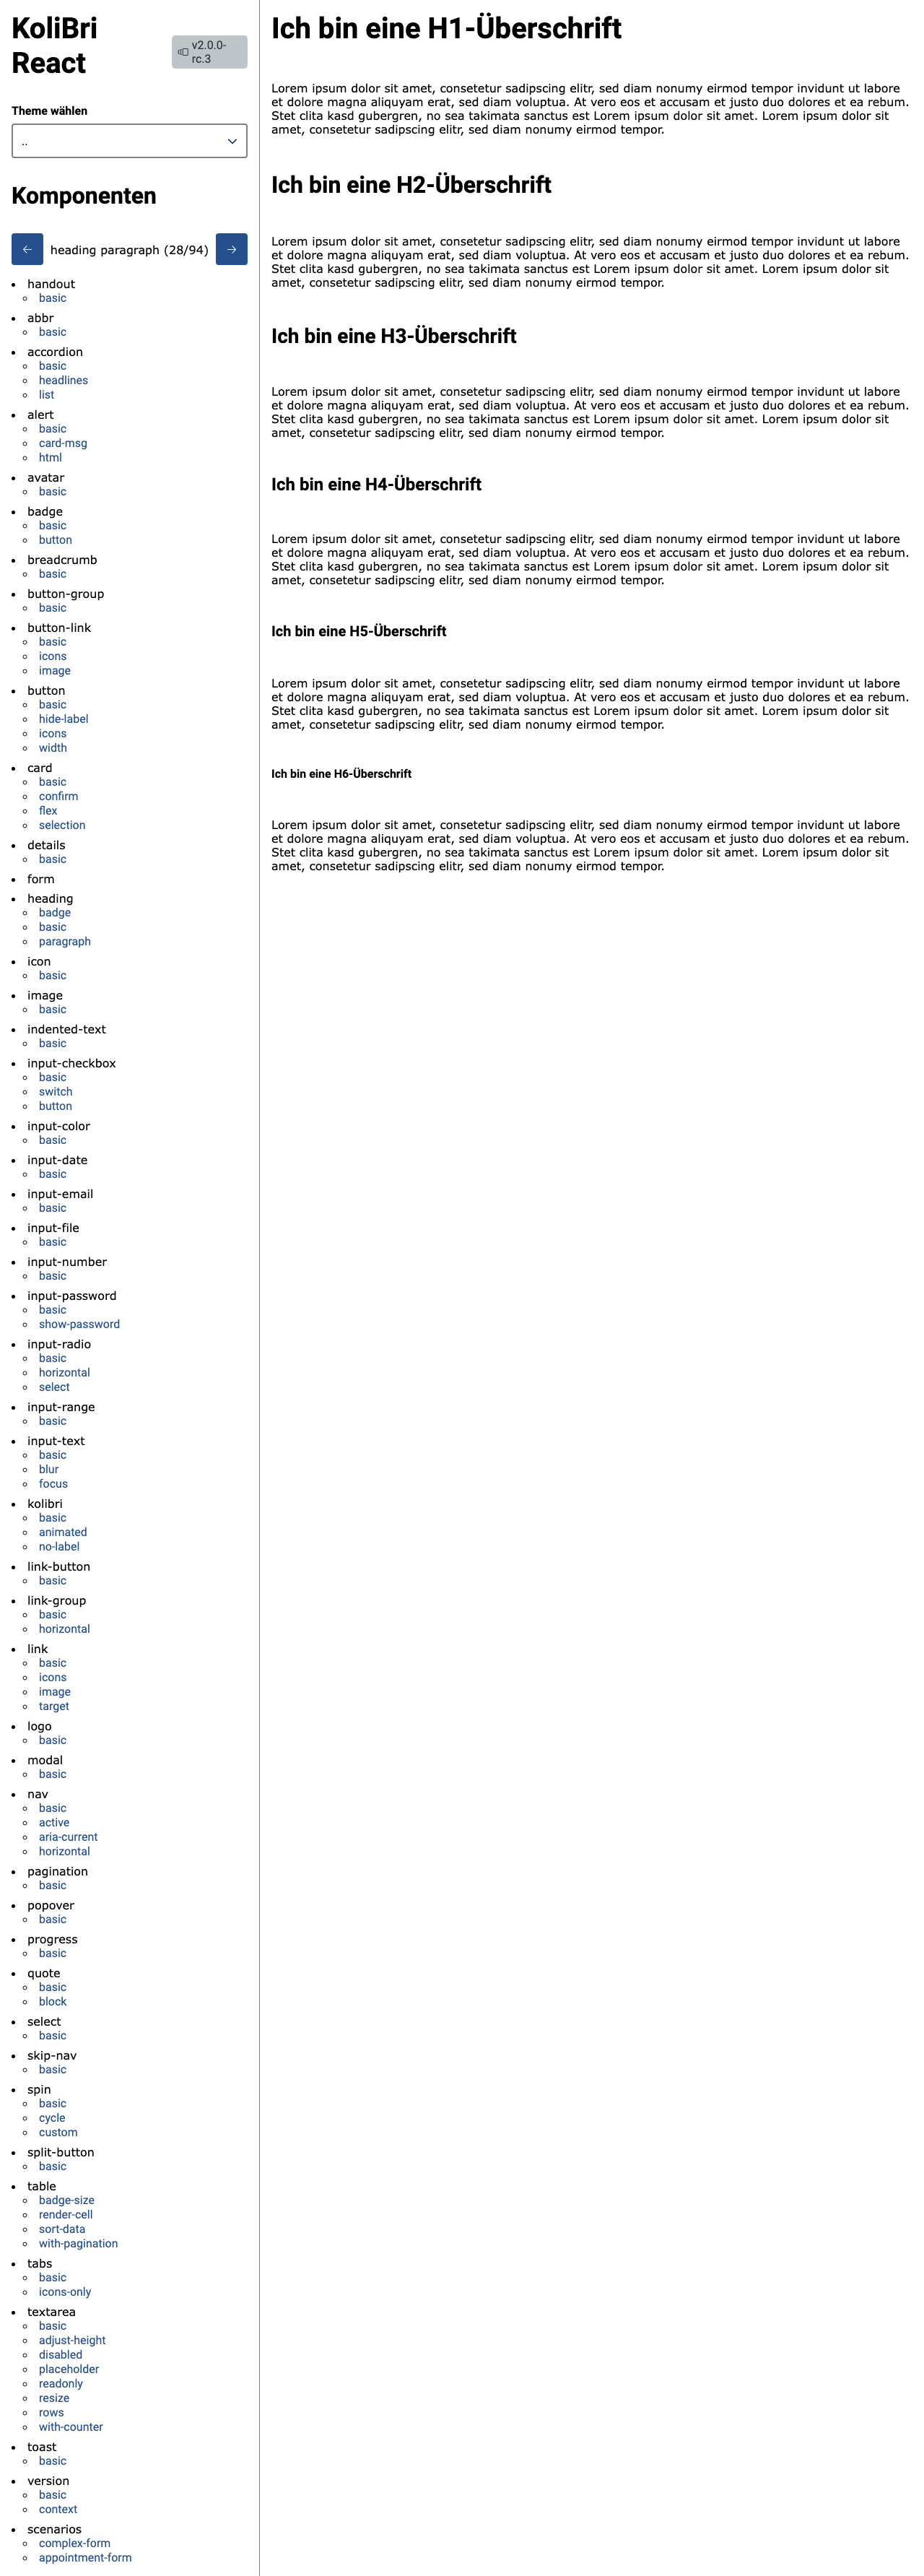 KoliBri
React
v2.0.0-
rc.3
Theme wählen
..
Komponenten
← heading paragraph (28/94) →
handout
basic
abbr
basic
accordion
basic
headlines
list
alert
basic
card-msg
html
avatar
basic
badge
basic
button
breadcrumb
basic
button-group
basic
button-link
basic
icons
image
button
basic
hide-label
icons
width
card
basic
confirm
flex
selection
details
basic
form
heading
badge
basic
paragraph
icon
basic
image
basic
indented-text
basic
input-checkbox
basic
switch
button
input-color
basic
input-date
basic
input-email
basic
input-file
basic
input-number
basic
input-password
basic
show-password
input-radio
basic
horizontal
select
input-range
basic
input-text
basic
blur
focus
kolibri
basic
animated
no-label
link-button
basic
link-group
basic
horizontal
link
basic
icons
image
target
logo
basic
modal
basic
nav
basic
active
aria-current
horizontal
pagination
basic
popover
basic
progress
basic
quote
basic
block
select
basic
skip-nav
basic
spin
basic
cycle
custom
split-button
basic
table
badge-size
render-cell
sort-data
with-pagination
tabs
basic
icons-only
textarea
basic
adjust-height
disabled
placeholder
readonly
resize
rows
with-counter
toast
basic
version
basic
context
scenarios
complex-form
appointment-form
Ich bin eine H1-Überschrift
Lorem ipsum dolor sit amet, consetetur sadipscing elitr, sed diam nonumy eirmod tempor invidunt ut labore
et dolore magna aliquyam erat, sed diam voluptua. At vero eos et accusam et justo duo dolores et ea rebum.
Stet clita kasd gubergren, no sea takimata sanctus est Lorem ipsum dolor sit amet. Lorem ipsum dolor sit
amet, consetetur sadipscing elitr, sed diam nonumy eirmod tempor.
Ich bin eine H2-Überschrift
Lorem ipsum dolor sit amet, consetetur sadipscing elitr, sed diam nonumy eirmod tempor invidunt ut labore
et dolore magna aliquyam erat, sed diam voluptua. At vero eos et accusam et justo duo dolores et ea rebum.
Stet clita kasd gubergren, no sea takimata sanctus est Lorem ipsum dolor sit amet. Lorem ipsum dolor sit
amet, consetetur sadipscing elitr, sed diam nonumy eirmod tempor.
Ich bin eine H3-Überschrift
Lorem ipsum dolor sit amet, consetetur sadipscing elitr, sed diam nonumy eirmod tempor invidunt ut labore
et dolore magna aliquyam erat, sed diam voluptua. At vero eos et accusam et justo duo dolores et ea rebum.
Stet clita kasd gubergren, no sea takimata sanctus est Lorem ipsum dolor sit amet. Lorem ipsum dolor sit
amet, consetetur sadipscing elitr, sed diam nonumy eirmod tempor.
Ich bin eine H4-Überschrift
Lorem ipsum dolor sit amet, consetetur sadipscing elitr, sed diam nonumy eirmod tempor invidunt ut labore
et dolore magna aliquyam erat, sed diam voluptua. At vero eos et accusam et justo duo dolores et ea rebum.
Stet clita kasd gubergren, no sea takimata sanctus est Lorem ipsum dolor sit amet. Lorem ipsum dolor sit
amet, consetetur sadipscing elitr, sed diam nonumy eirmod tempor.
Ich bin eine H5-Überschrift
Lorem ipsum dolor sit amet, consetetur sadipscing elitr, sed diam nonumy eirmod tempor invidunt ut labore
et dolore magna aliquyam erat, sed diam voluptua. At vero eos et accusam et justo duo dolores et ea rebum.
Stet clita kasd gubergren, no sea takimata sanctus est Lorem ipsum dolor sit amet. Lorem ipsum dolor sit
amet, consetetur sadipscing elitr, sed diam nonumy eirmod tempor.
Ich bin eine H6-Überschrift
Lorem ipsum dolor sit amet, consetetur sadipscing elitr, sed diam nonumy eirmod tempor invidunt ut labore
et dolore magna aliquyam erat, sed diam voluptua. At vero eos et accusam et justo duo dolores et ea rebum.
Stet clita kasd gubergren, no sea takimata sanctus est Lorem ipsum dolor sit amet. Lorem ipsum dolor sit
amet, consetetur sadipscing elitr, sed diam nonumy eirmod tempor.